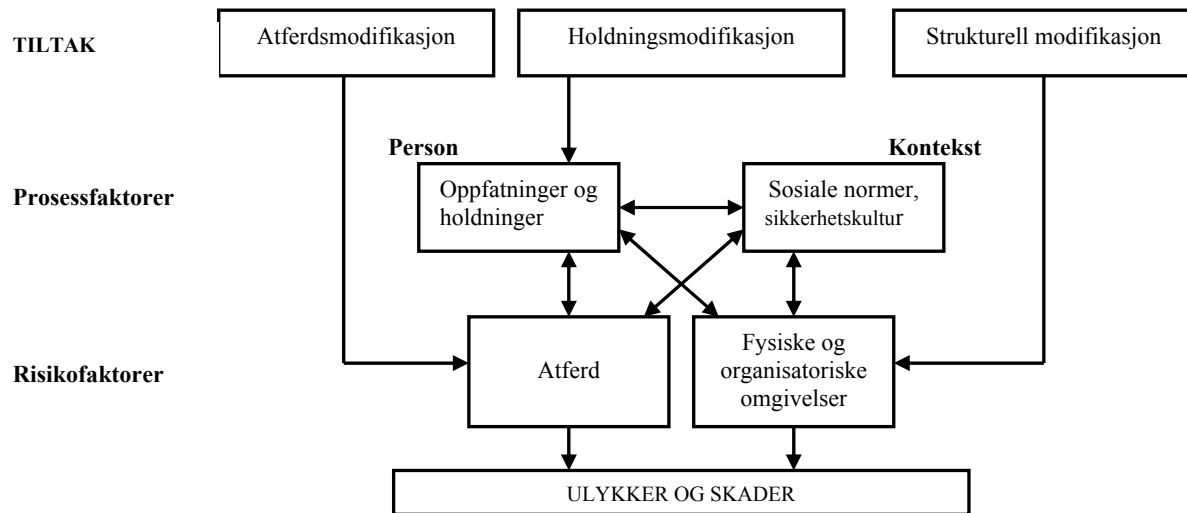 TILTAK
Atferdsmodifikasjon
Holdningsmodifikasjon
Strukturell modifikasjon
Person
Kontekst
Prosessfaktorer
Oppfatninger og
holdninger
Sosiale normer,
sikkerhetskultur
Risikofaktorer
Atferd
Fysiske og
organisatoriske
omgivelser
ULYKKER OG SKADER